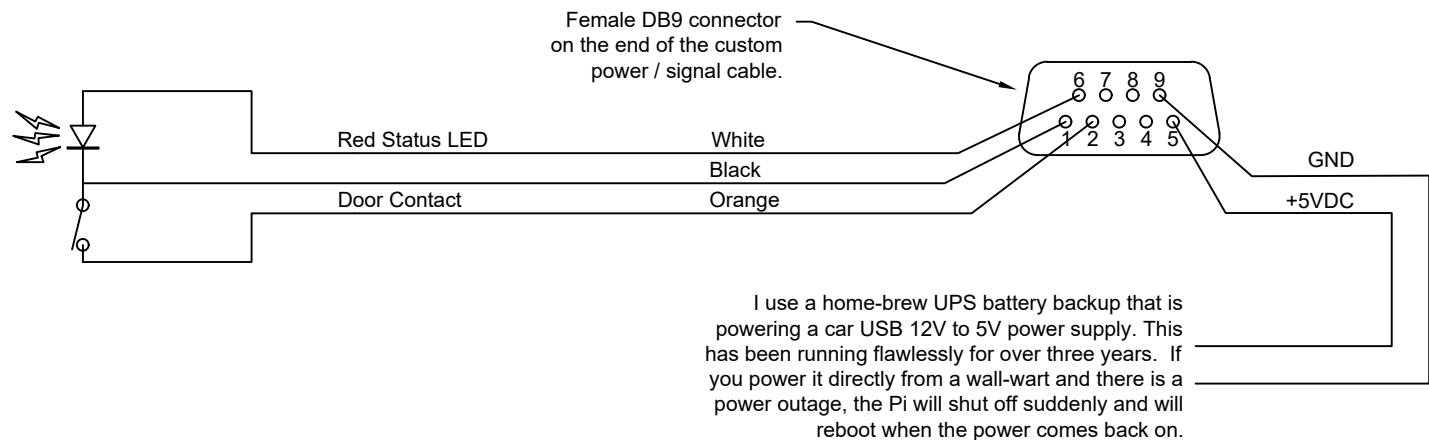 Female DB9 connector
on the end of the custom
power / signal cable.
6 7 8 9
1 2 3 4 5
Red Status LED
White
Black
Door Contact
Orange
GND
+5VDC
I use a home-brew UPS battery backup that is
powering a car USB 12V to 5V power supply. This
has been running flawlessly for over three years.  If
you power it directly from a wall-wart and there is a
power outage, the Pi will shut off suddenly and will
reboot when the power comes back on.